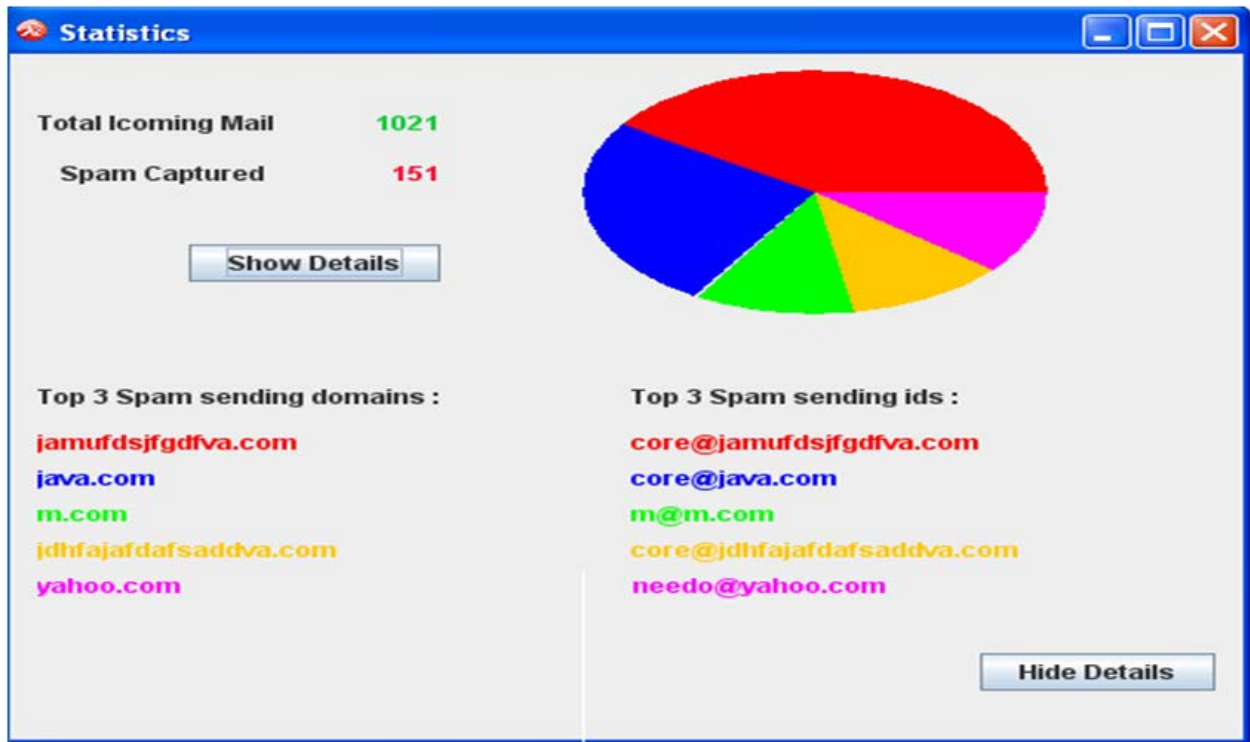 Statistics
Total Icoming Mail 1021
Spam Captured 151
Show Details
Top 3 Spam sending domains :
jamufdsjfgdfva.com
java.com
m.com
jdhfajafdafsaddva.com
yahoo.com
Top 3 Spam sending ids :
core@jamufdsjfgdfva.com
core@java.com
m@m.com
core@jdhfajafdafsaddva.com
needo@yahoo.com
Hide Details